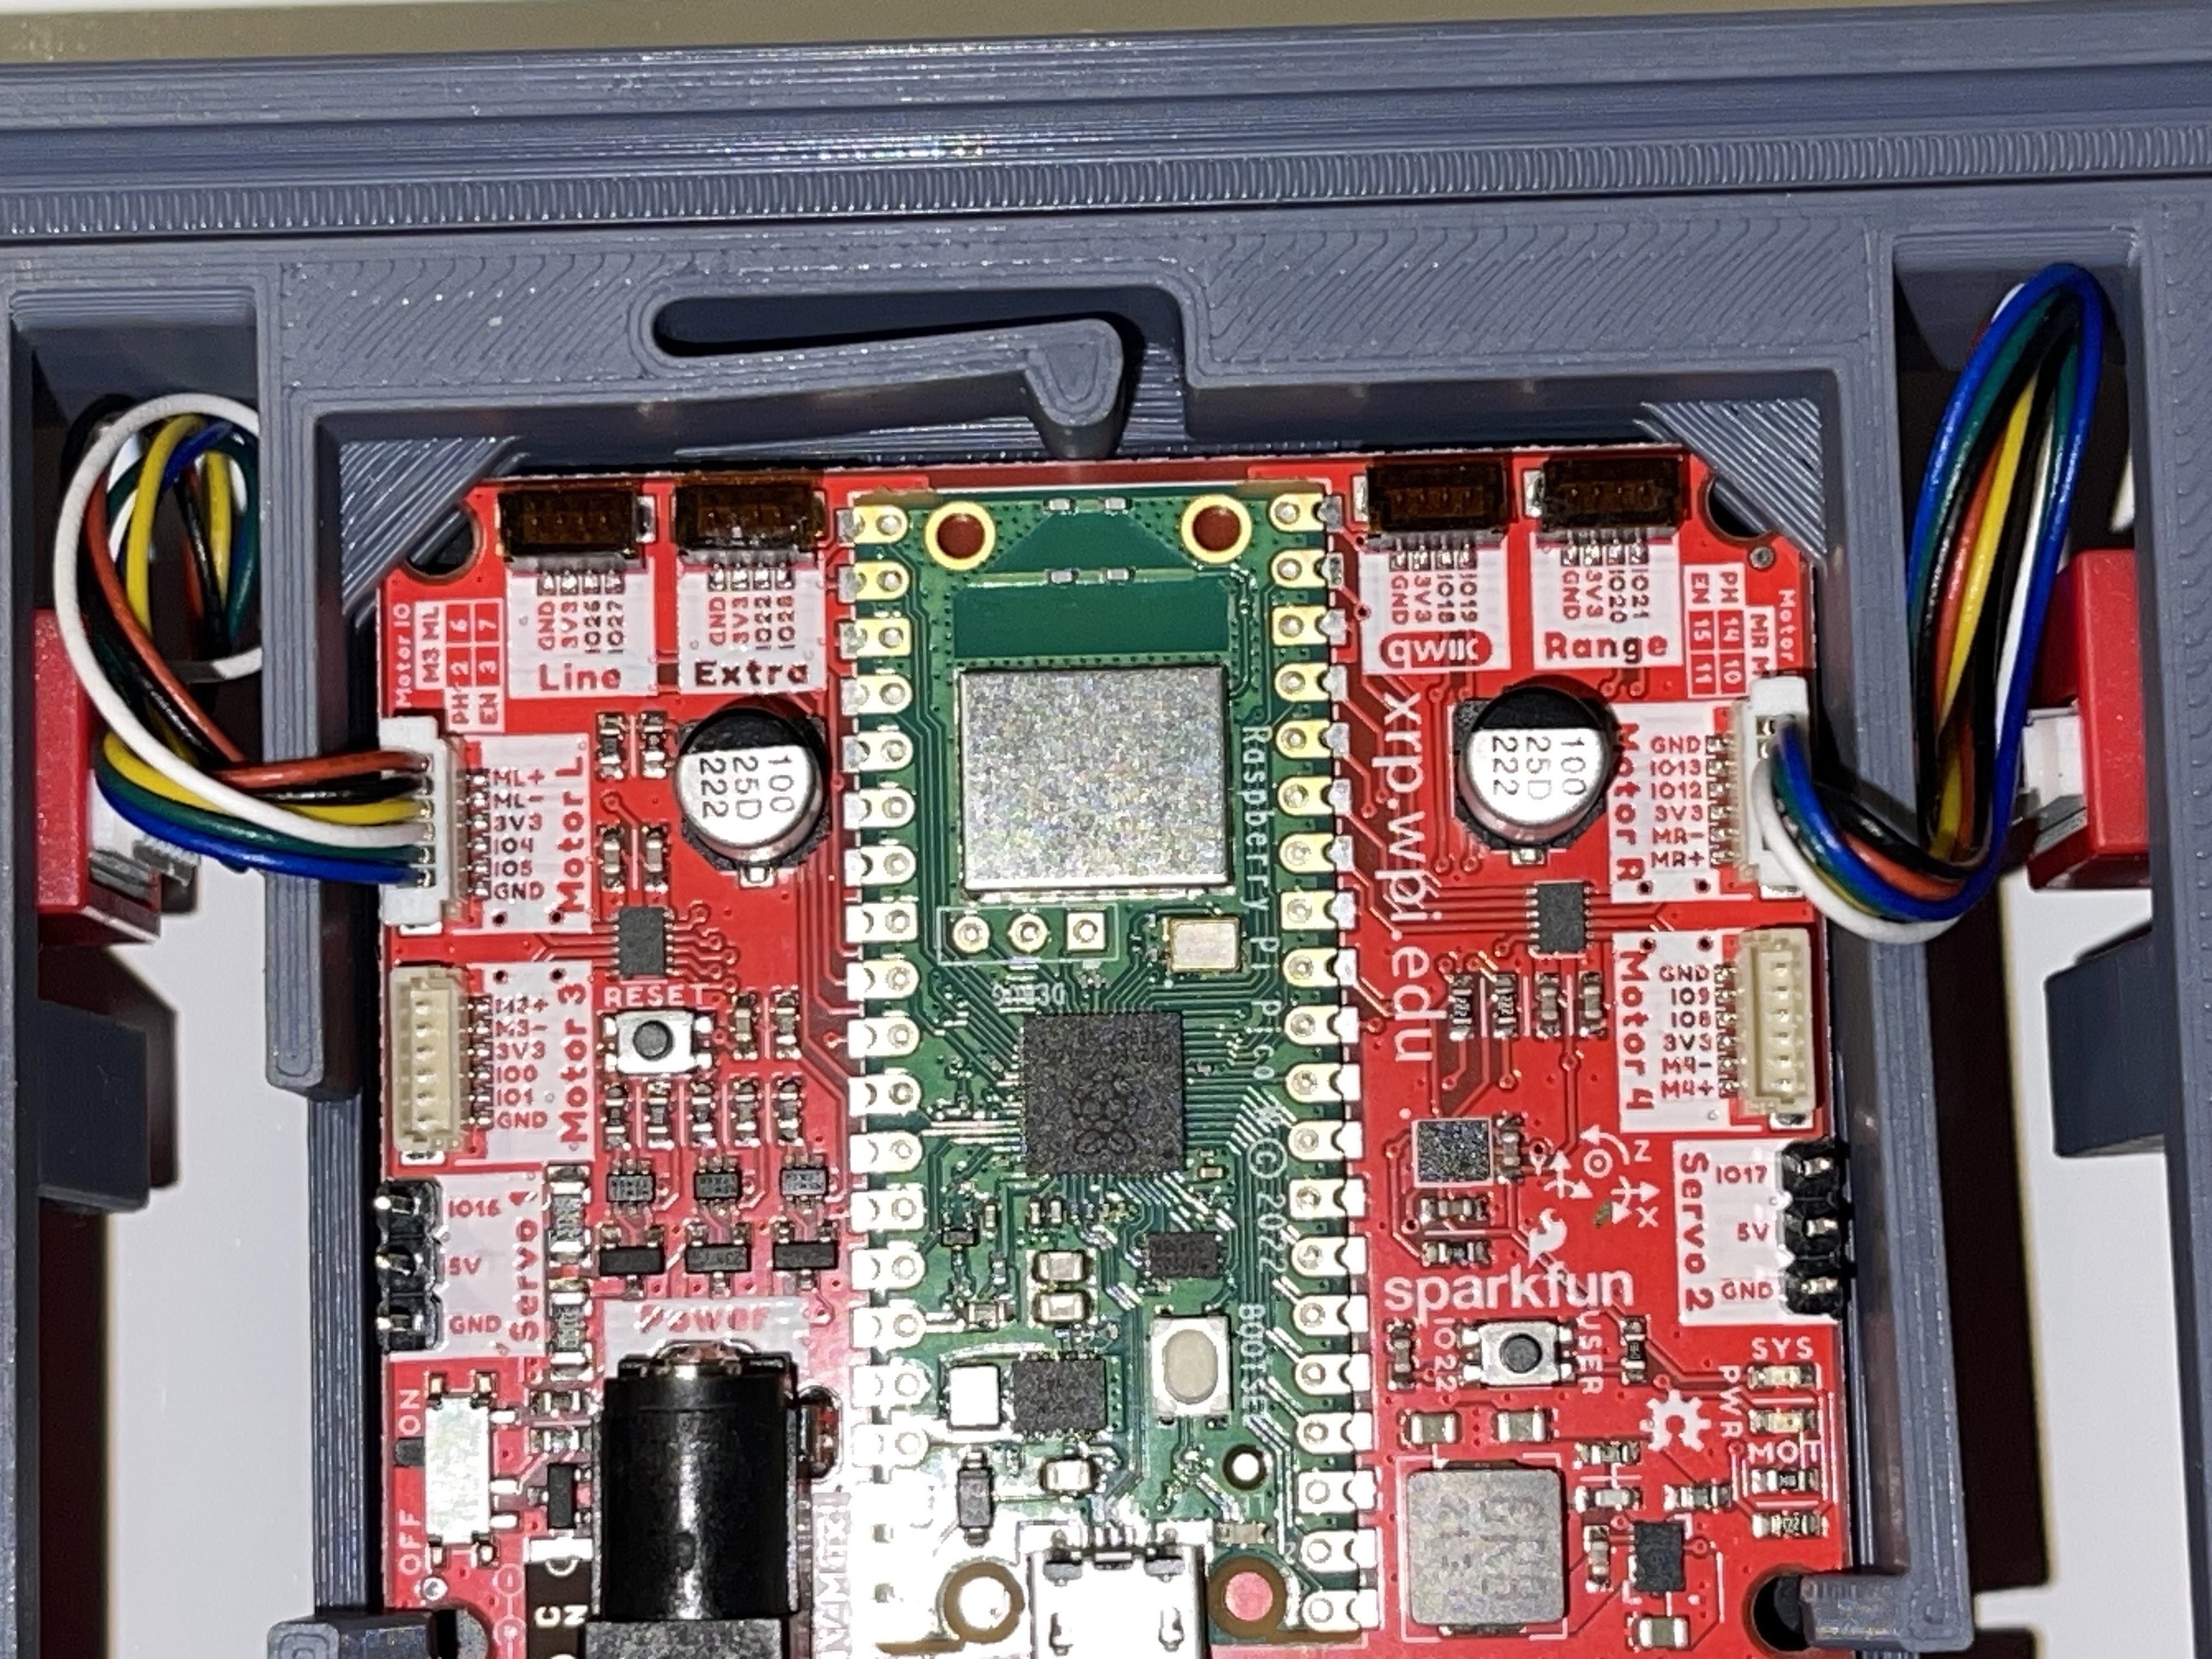 Motor IO
M3 ML
PH 2 6
EN 3 7
GND
3V3
IO26
IO27
Line
GND
3V3
IO22
IO28
Extra
GND
3V3
IO18
IO19
qwiic
GND
3V3
IO20
IO21
Range
Motor
MR M
PH 14 10
EN 15 11
ML+
ML-
3V3
IO4
IO5
GND
Motor L
100
25D
222
Raspberry Pi Pico W © 2022
xrp.wpi.edu
100
25D
222
Motor R
GND
IO13
IO12
3V3
MR-
MR+
RESET
DEBUG
M3+
M3-
3V3
IO0
IO1
GND
Motor 3
Motor 4
GND
IO9
IO8
3V3
M4-
M4+
IO16
5V
GND
Servo 1
Power
BOOTSEL
Z
Y
X
sparkfun
Servo 2
IO17
5V
GND
IO22
USER
SYS
PWR
MOT
ON
OFF